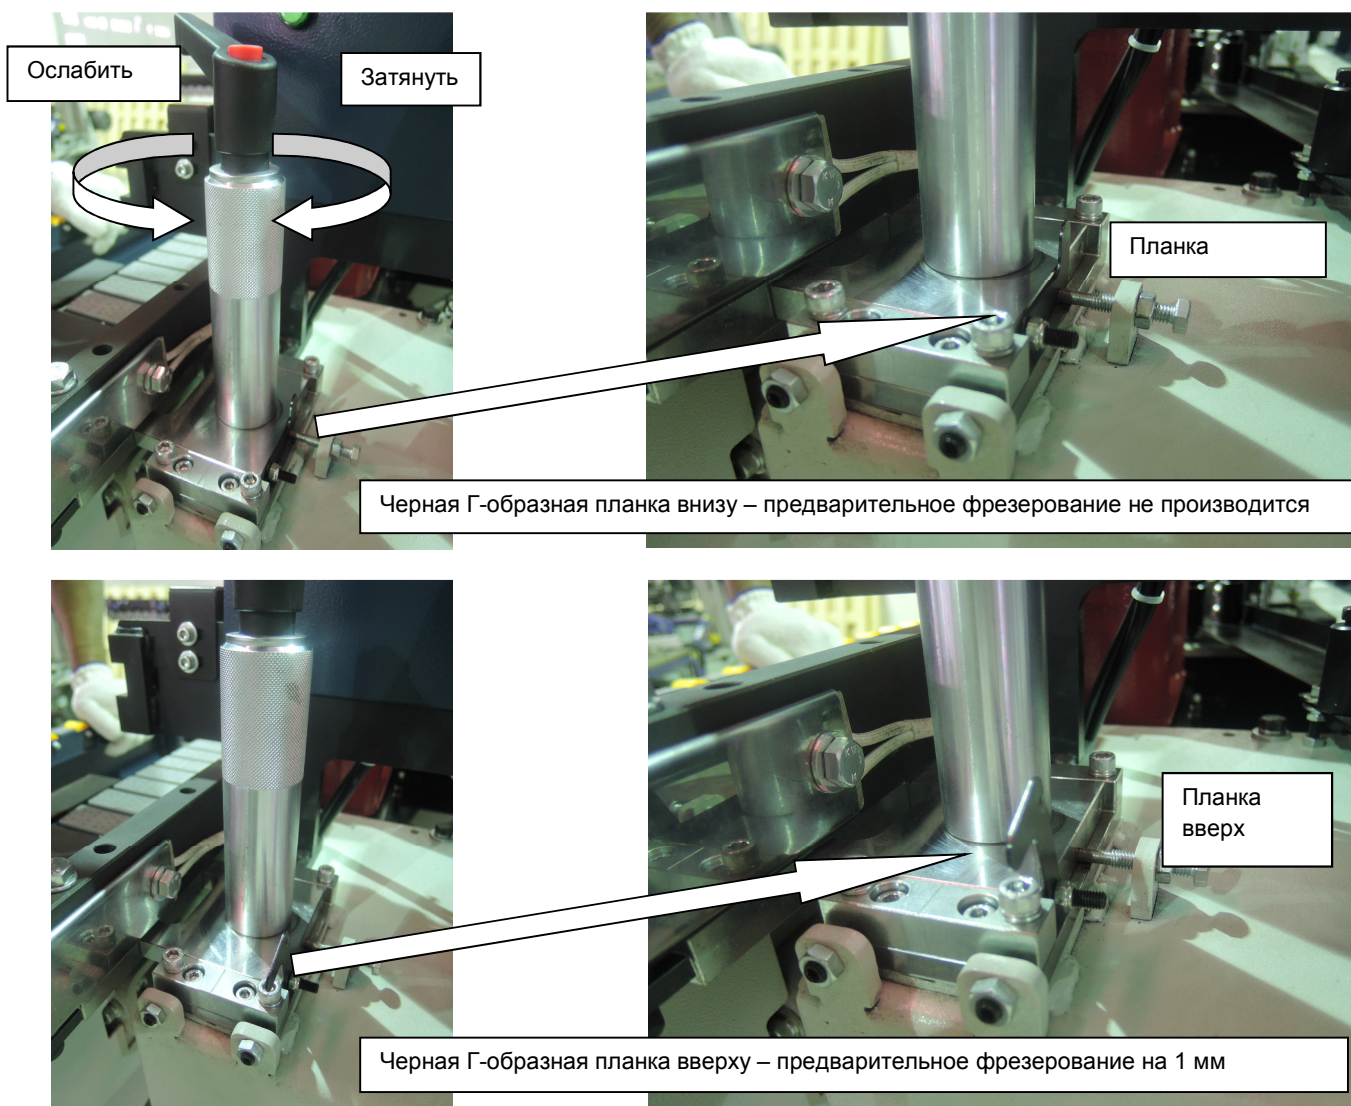 Ослабить
Затянуть
Планка
Черная Г-образная планка внизу – предварительное фрезерование не производится
Планка
вверх
Черная Г-образная планка вверху – предварительное фрезерование на 1 мм